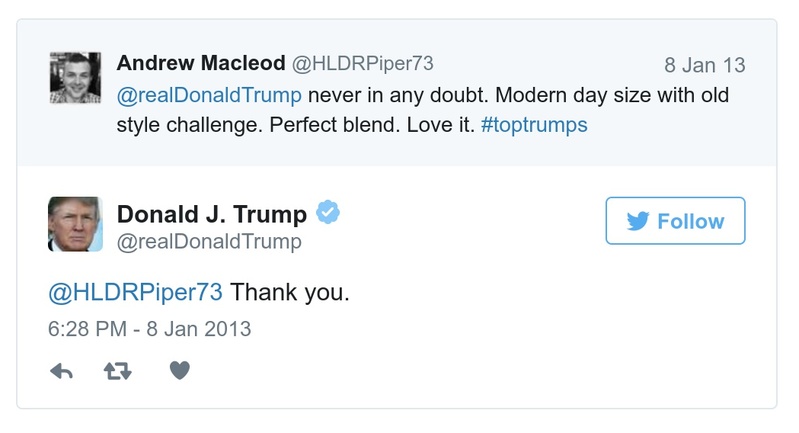 Andrew Macleod @HLDRPiper73 8 Jan 13
@realDonaldTrump never in any doubt. Modern day size with old
style challenge. Perfect blend. Love it. #toptrumps
Donald J. Trump
@realDonaldTrump
Follow
@HLDRPiper73 Thank you.
6:28 PM - 8 Jan 2013